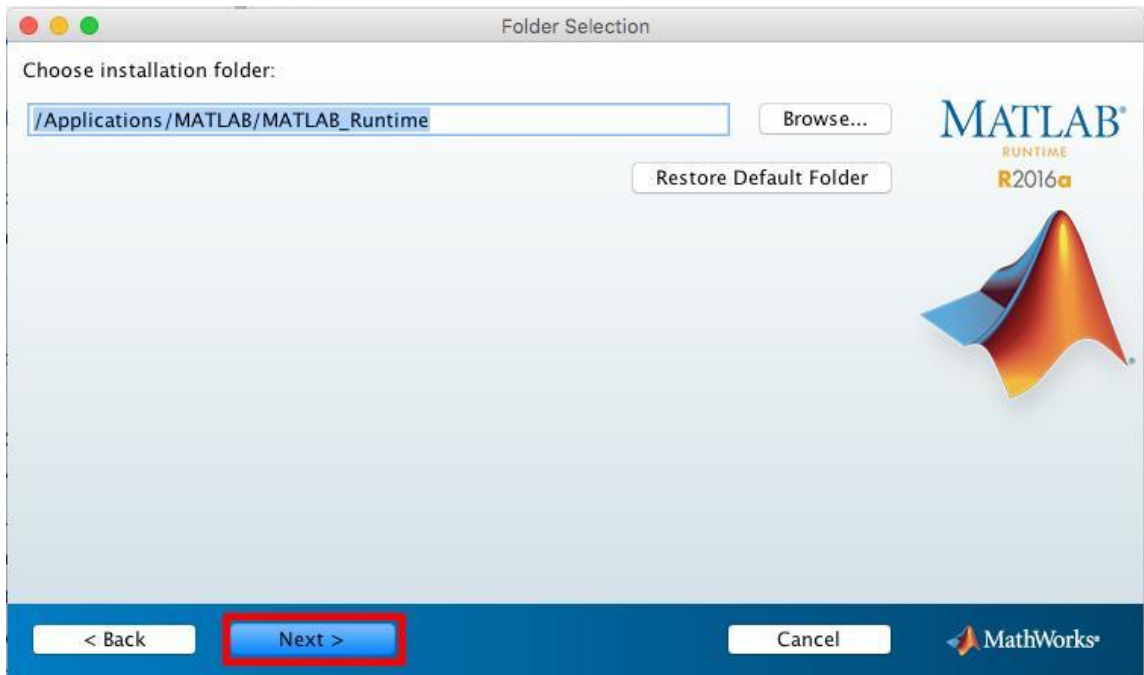 Folder Selection
Choose installation folder:
/Applications/MATLAB/MATLAB_Runtime
Browse...
Restore Default Folder
MATLAB®
RUNTIME
R2016a
< Back
Next >
Cancel
MathWorks®